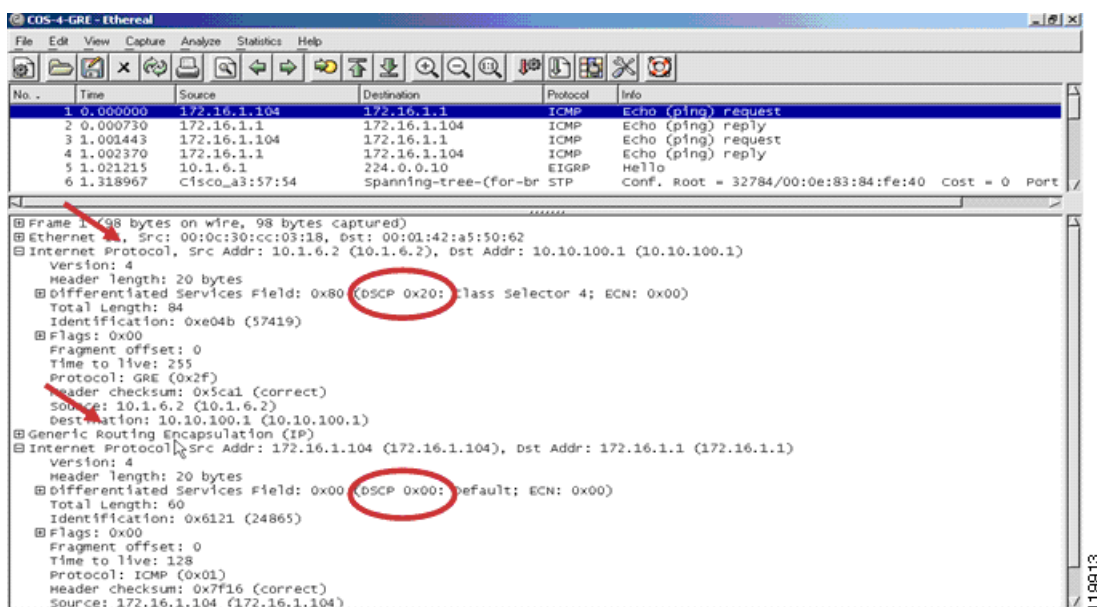 COS-4-GRE - Ethereal
File Edit View Capture Analyze Statistics Help
No. . Time Source Destination Protocol Info
1 0.000000 172.16.1.104 172.16.1.1 ICMP Echo (ping) request
2 0.000730 172.16.1.1 172.16.1.104 ICMP Echo (ping) reply
3 1.001443 172.16.1.104 172.16.1.1 ICMP Echo (ping) request
4 1.002370 172.16.1.1 172.16.1.104 ICMP Echo (ping) reply
5 1.021215 10.1.6.1 224.0.0.10 EIGRP Hello
6 1.318967 Cisco_a3:57:54 Spanning-tree-(for-br STP Conf. Root = 32784/00:0e:83:84:fe:40 Cost = 0 Port
Frame 1 (98 bytes on wire, 98 bytes captured)
Ethernet Src: 00:0c:30:cc:03:18, Dst: 00:01:42:a5:50:62
Internet Protocol, Src Addr: 10.1.6.2 (10.1.6.2), Dst Addr: 10.10.100.1 (10.10.100.1)
Version: 4
Header length: 20 bytes
Differentiated Services Field: 0x80 (DSCP 0x20: Class Selector 4; ECN: 0x00)
Total Length: 84
Identification: 0xe04b (57419)
Flags: 0x00
Fragment offset: 0
Time to live: 255
Protocol: GRE (0x2f)
Header checksum: 0x5ca1 (correct)
Source: 10.1.6.2 (10.1.6.2)
Destination: 10.10.100.1 (10.10.100.1)
Generic Routing Encapsulation (IP)
Internet Protocol, Src Addr: 172.16.1.104 (172.16.1.104), Dst Addr: 172.16.1.1 (172.16.1.1)
Version: 4
Header length: 20 bytes
Differentiated Services Field: 0x00 (DSCP 0x00: Default; ECN: 0x00)
Total Length: 60
Identification: 0x6121 (24865)
Flags: 0x00
Fragment offset: 0
Time to live: 128
Protocol: ICMP (0x01)
Header checksum: 0x7f16 (correct)
Source: 172.16.1.104 (172.16.1.104)
119913